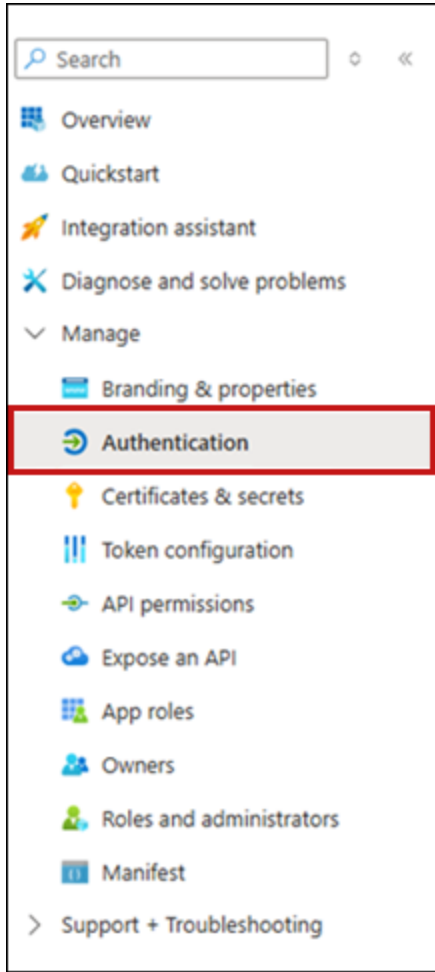 Search
Overview
Quickstart
Integration assistant
Diagnose and solve problems
Manage
Branding & properties
Authentication
Certificates & secrets
Token configuration
API permissions
Expose an API
App roles
Owners
Roles and administrators
Manifest
Support + Troubleshooting